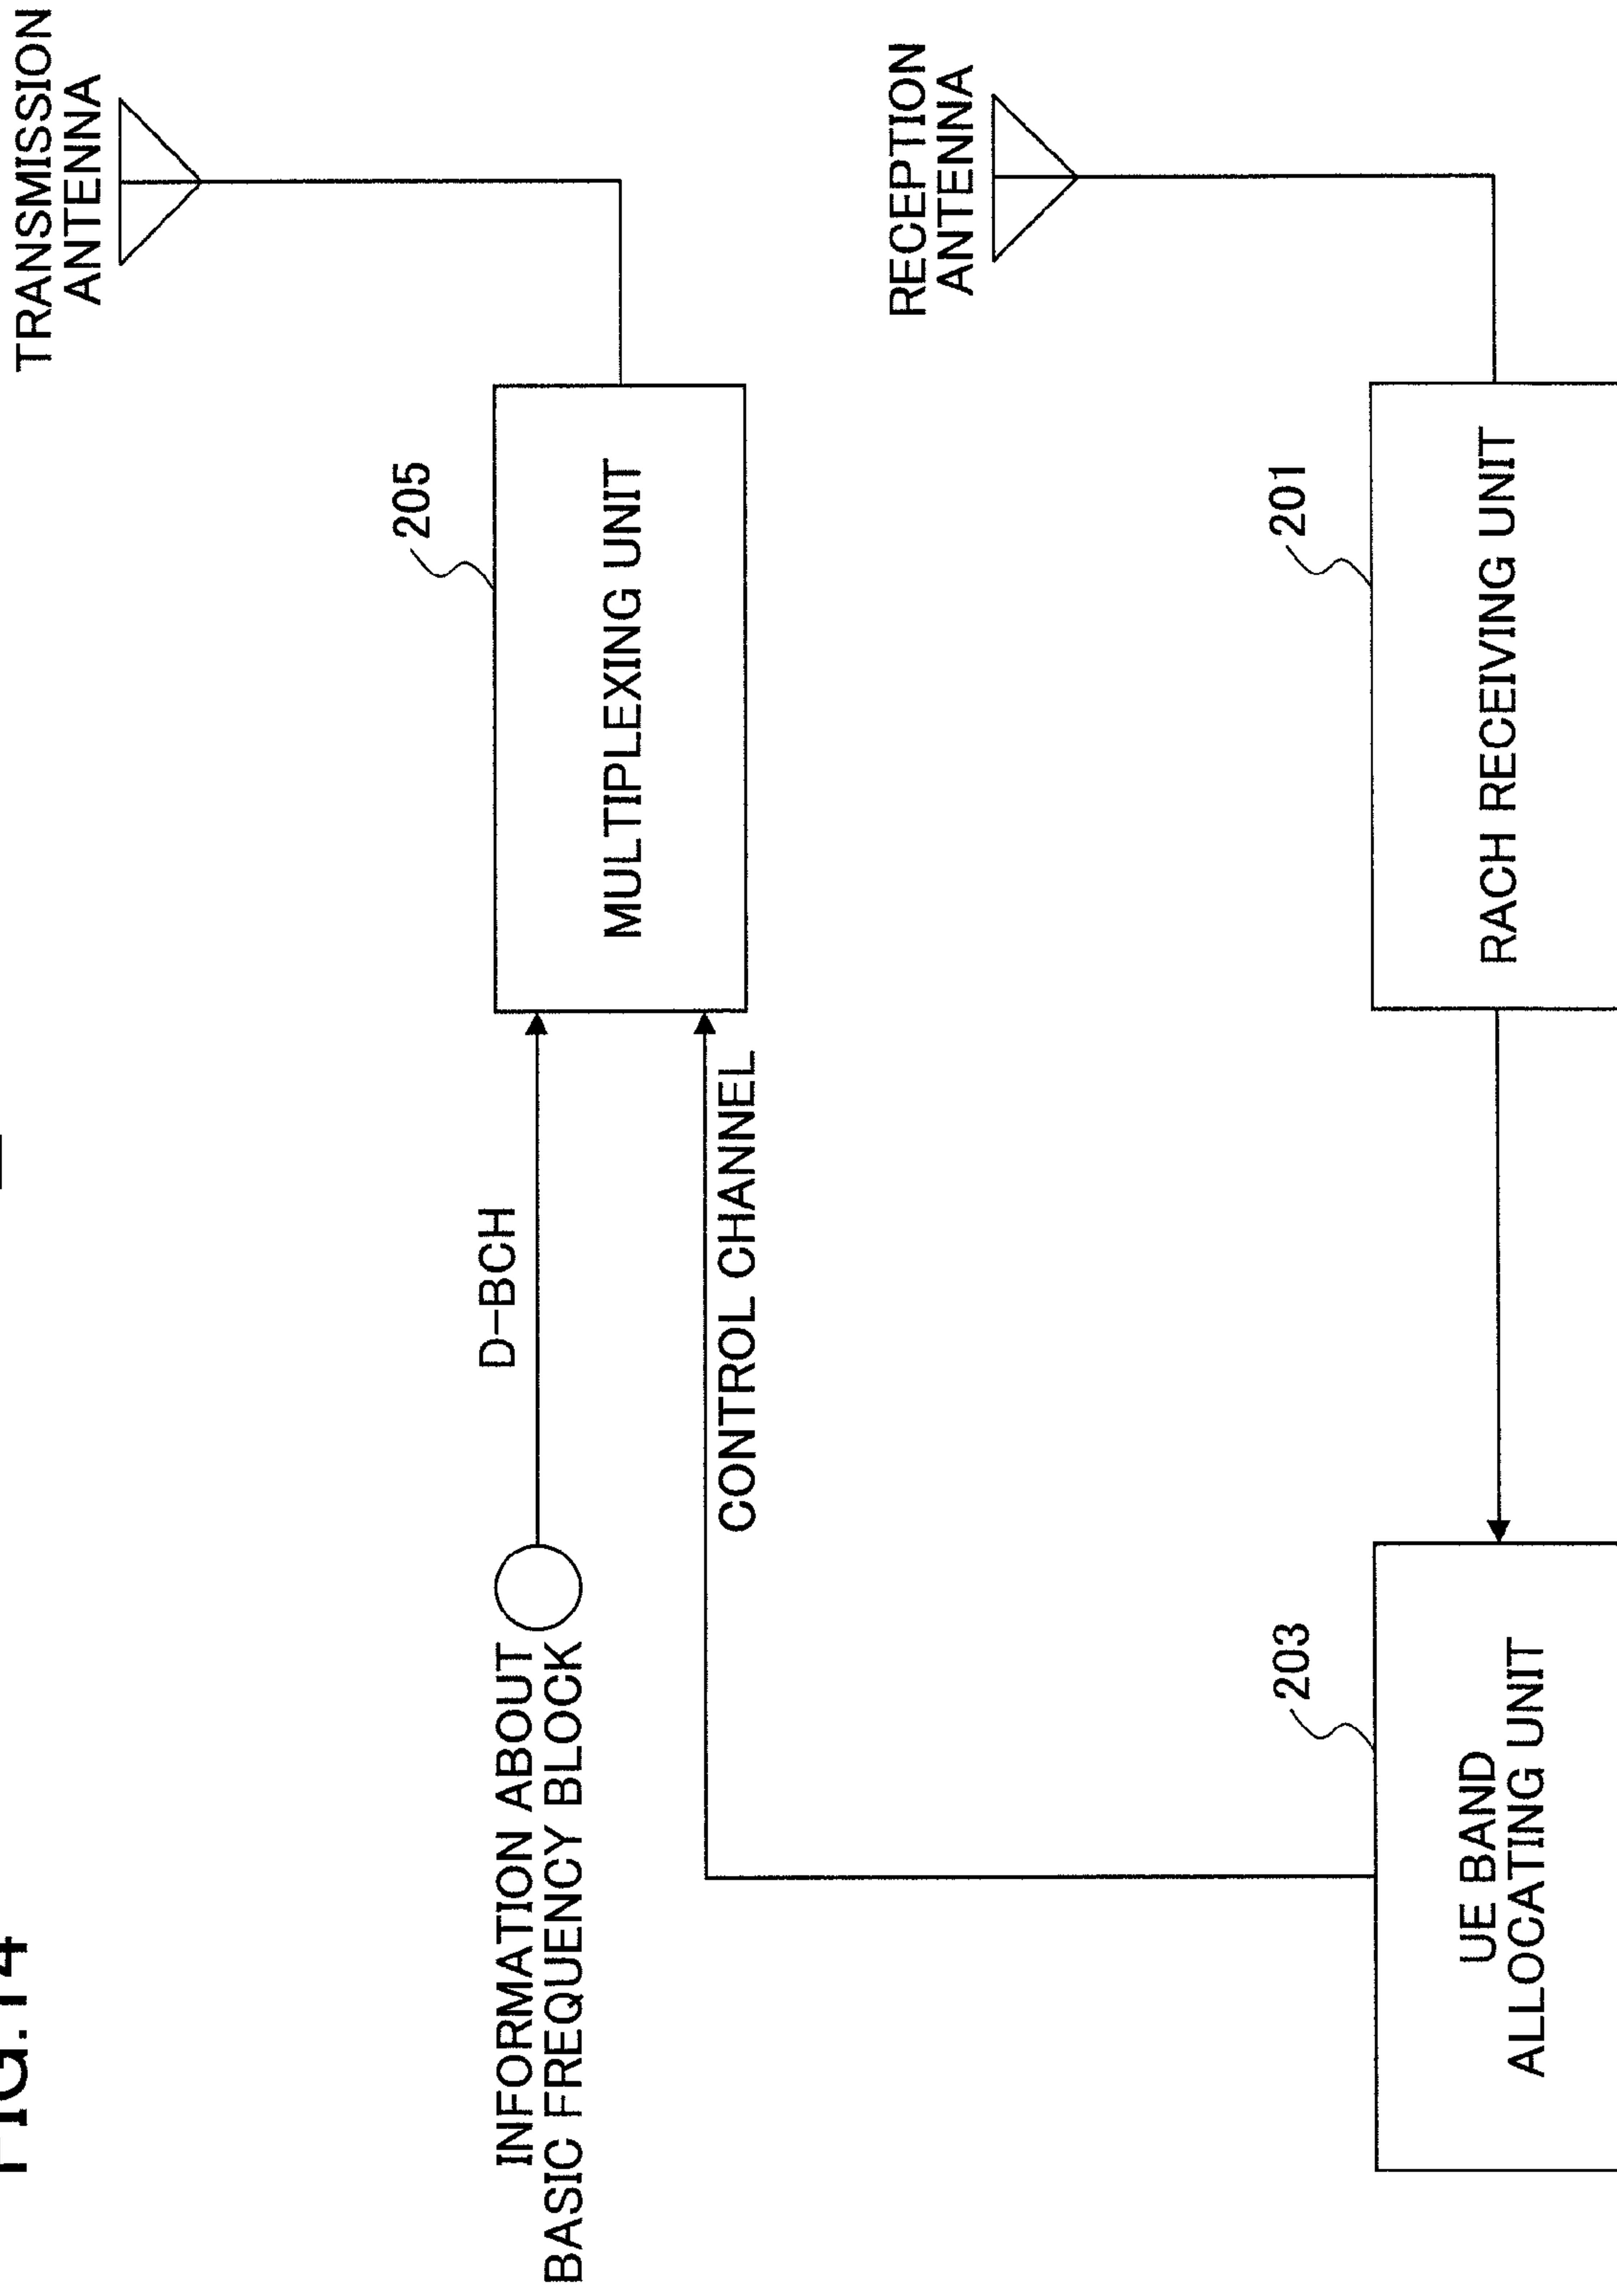 FIG.14
TRANSMISSION
ANTENNA
205
MULTIPLEXING UNIT
D-BCH
INFORMATION ABOUT
BASIC FREQUENCY BLOCK
CONTROL CHANNEL
RECEPTION
ANTENNA
201
RACH RECEIVING UNIT
203
UE BAND
ALLOCATING UNIT